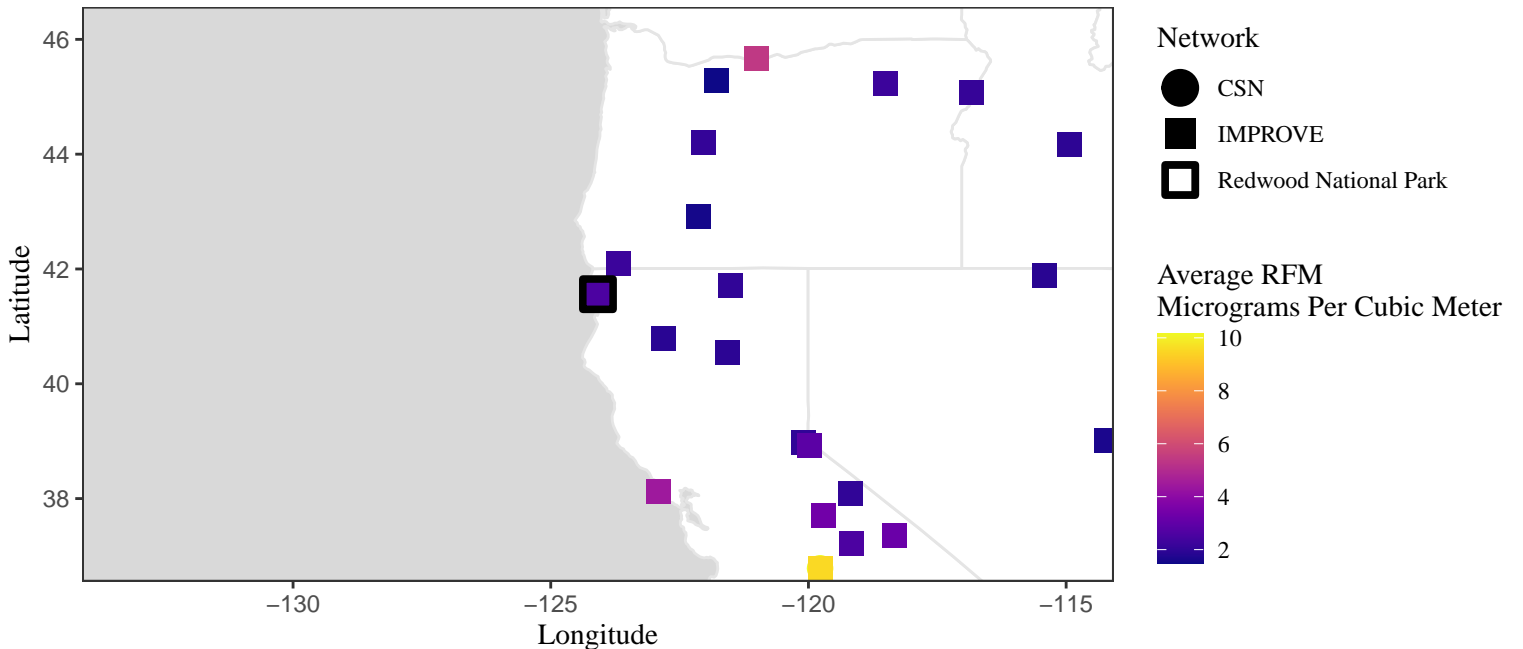 46
44
42
40
38
Latitude
−130
−125
−120
−115
Longitude
Network
CSN
IMPROVE
Redwood National Park
Average RFM
Micrograms Per Cubic Meter
10
8
6
4
2